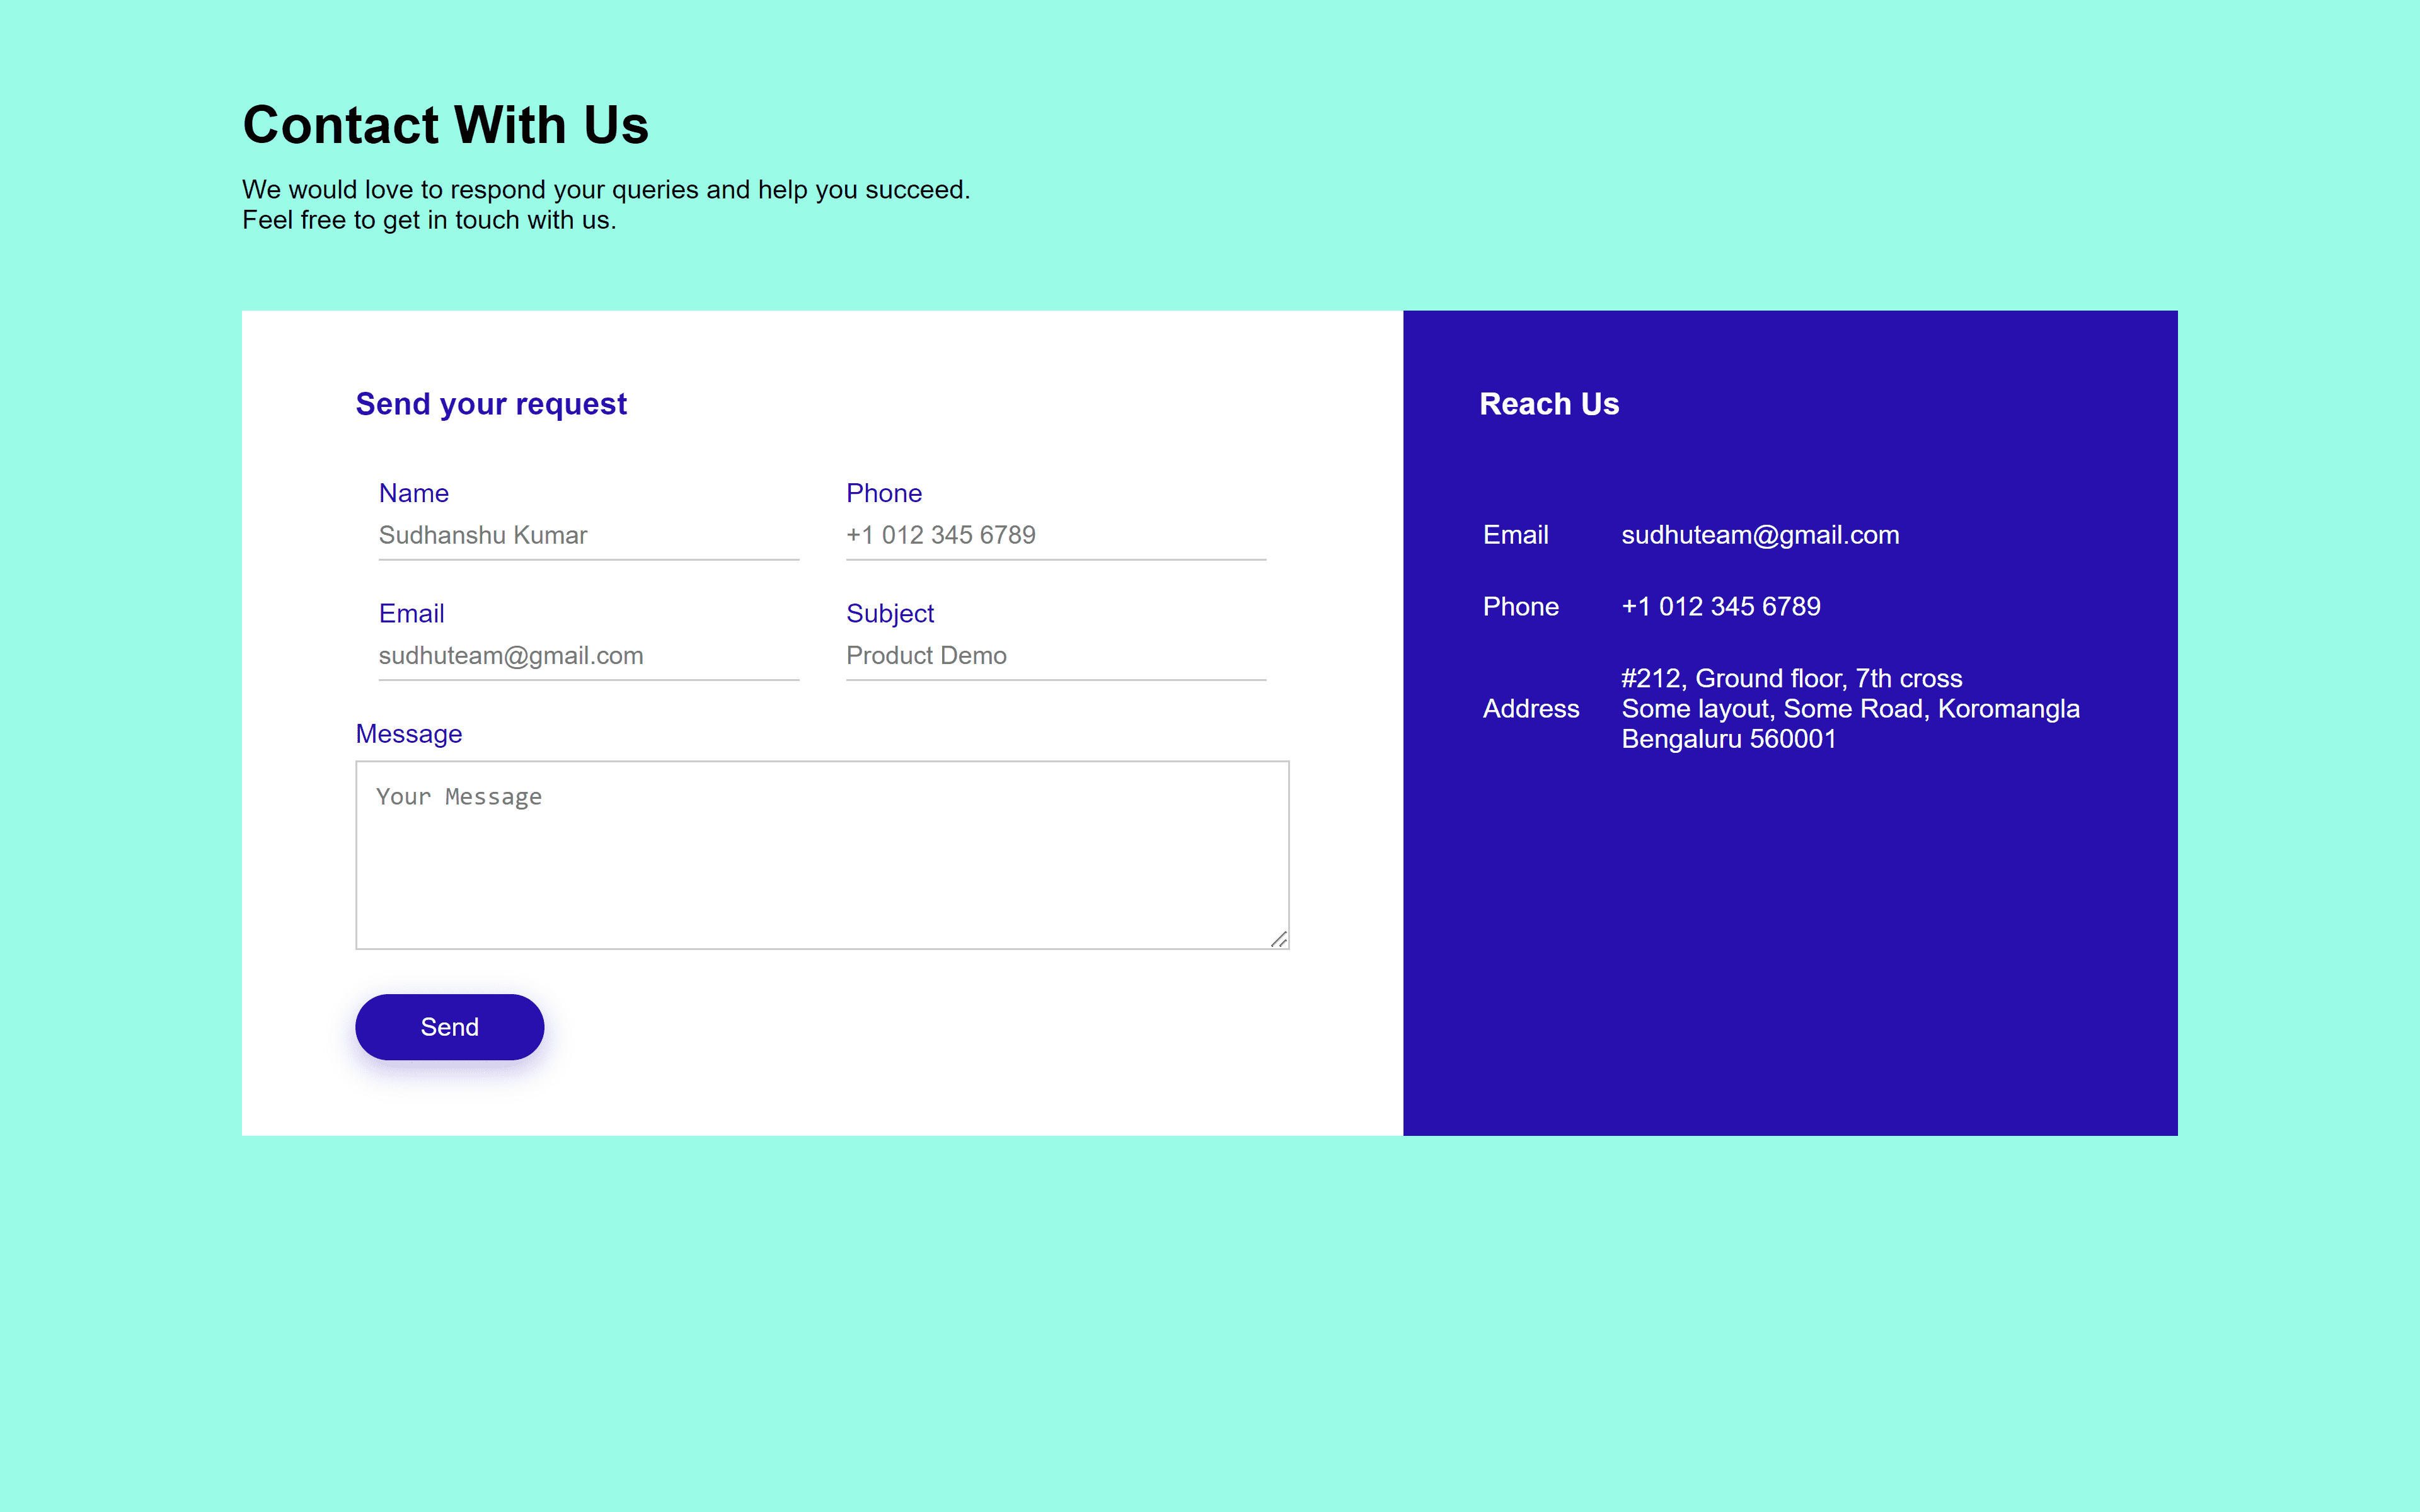 Contact With Us
We would love to respond your queries and help you succeed.
Feel free to get in touch with us.
Send your request
Name
Sudhanshu Kumar
Phone
+1 012 345 6789
Email
sudhuteam@gmail.com
Subject
Product Demo
Message
Your Message
Send
Reach Us
Email
sudhuteam@gmail.com
Phone
+1 012 345 6789
Address
#212, Ground floor, 7th cross
Some layout, Some Road, Koromangla
Bengaluru 560001